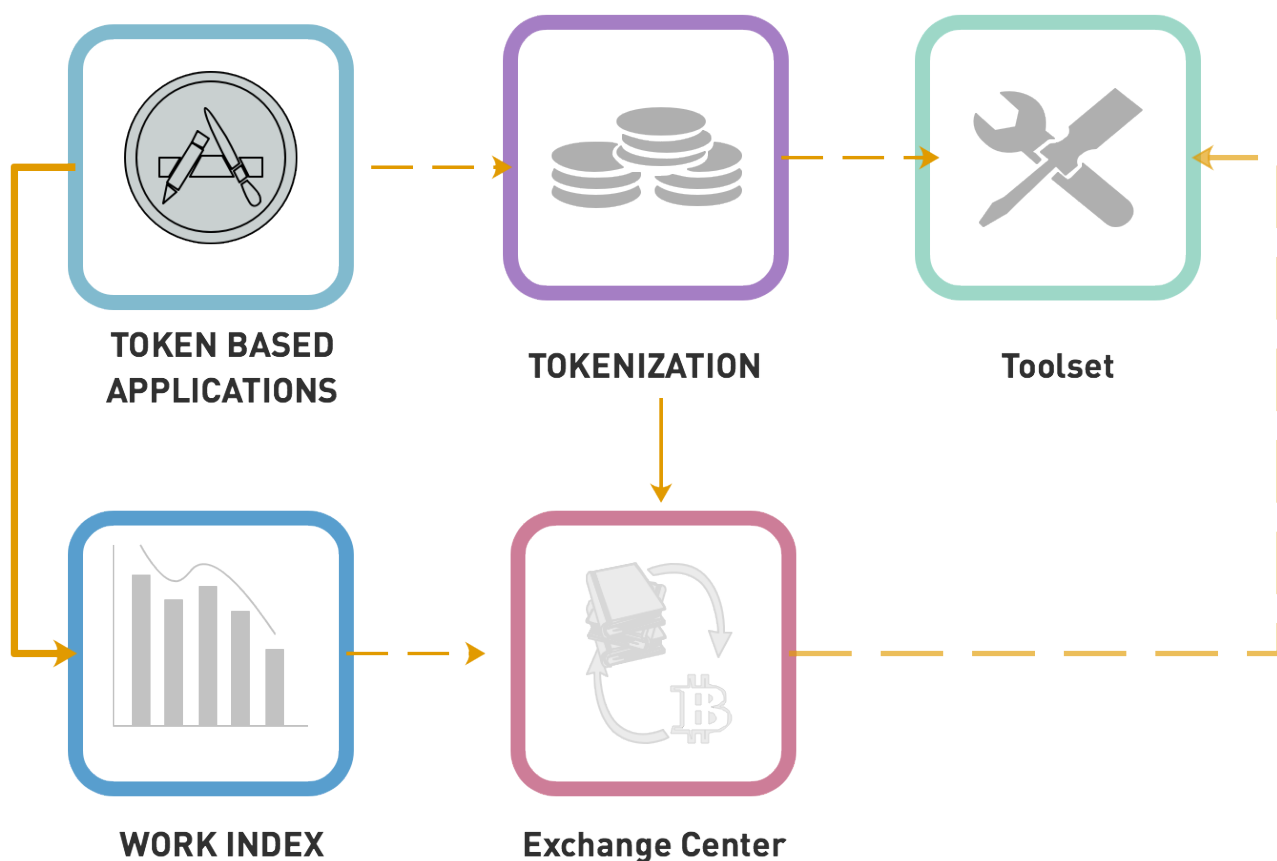 TOKEN BASED
APPLICATIONS
TOKENIZATION
Toolset
WORK INDEX
Exchange Center